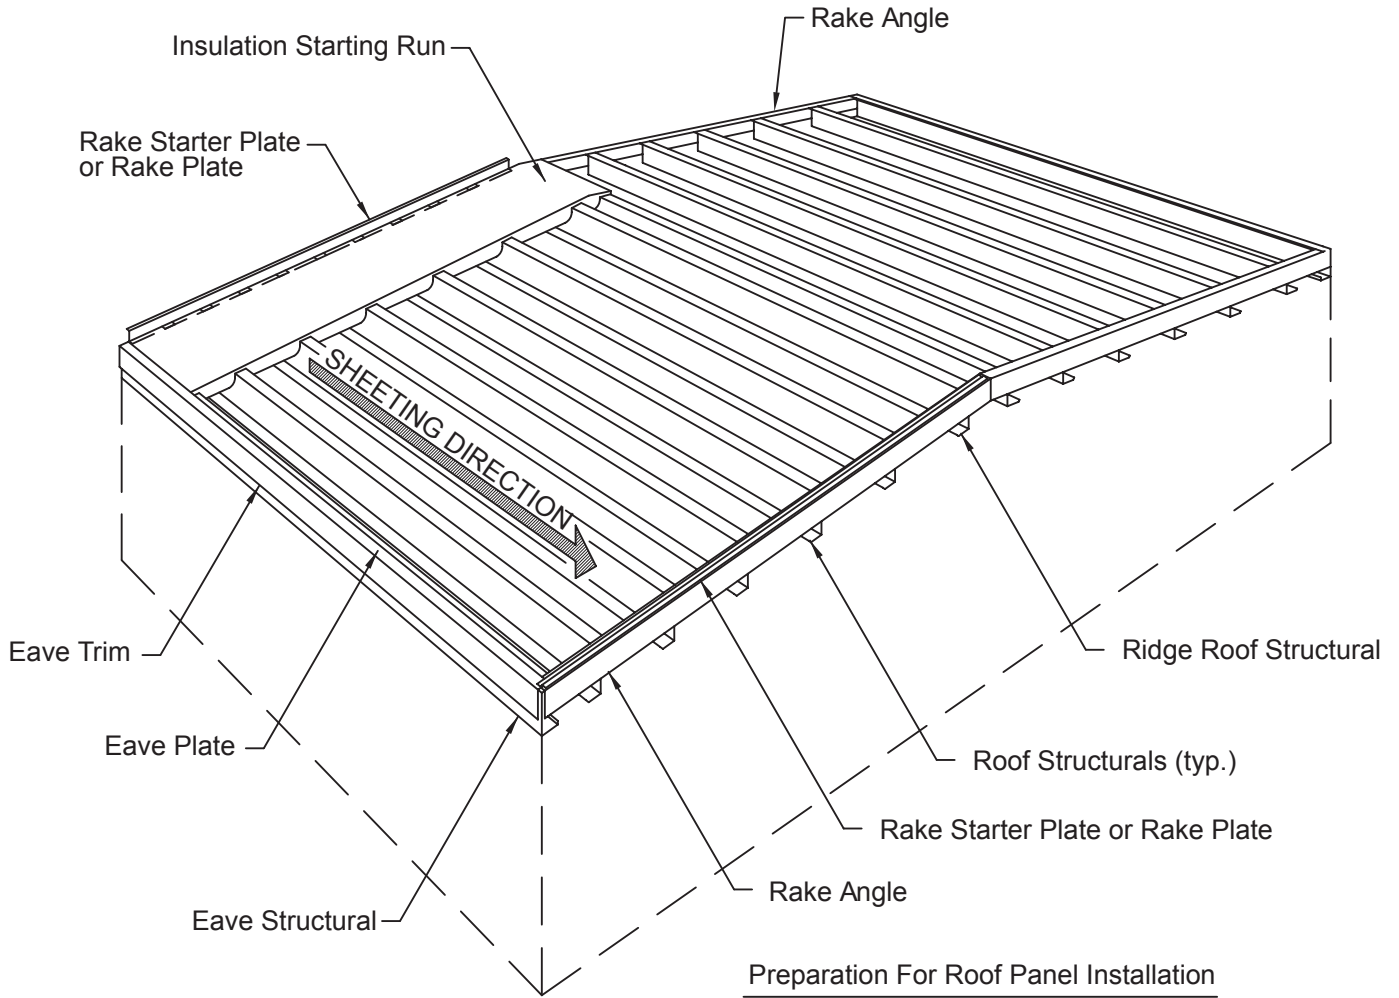 Rake Angle
Insulation Starting Run
Rake Starter Plate
or Rake Plate
SHEETING DIRECTION
Eave Trim
Ridge Roof Structural
Eave Plate
Roof Structurals (typ.)
Rake Starter Plate or Rake Plate
Rake Angle
Eave Structural
Preparation For Roof Panel Installation